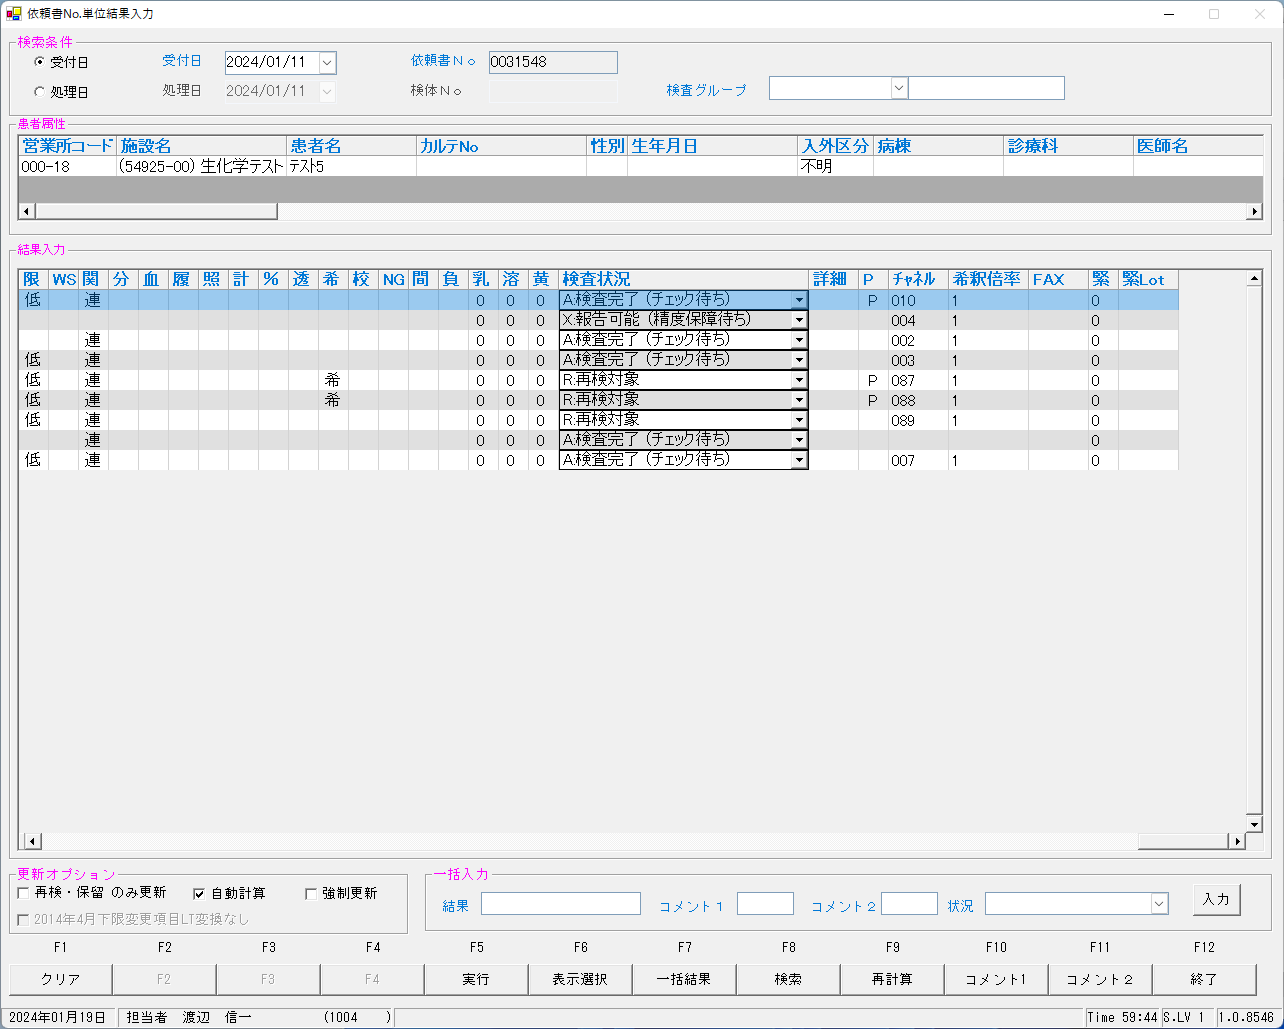 依頼書No.単位結果入力
検索条件
受付日 受付日 2024/01/11 依頼書Ｎｏ 0031548
処理日 処理日 2024/01/11 検体Ｎｏ 検査グループ
患者属性
営業所コード 施設名 患者名 カルテNo 性別 生年月日 入外区分 病棟 診療科 医師名
000-18 (54925-00) 生化学テスト ﾃｽﾄ5 不明
結果入力
限 WS 関 分 血 履 照 計 % 透 希 校 NG 間 負 乳 溶 黄 検査状況 詳細 P ﾁｬﾈﾙ 希釈倍率 FAX 緊 緊Lot
低 連 0 0 0 A:検査完了（チェック待ち） P 010 1 0
0 0 0 X:報告可能（精度保障待ち） 004 1 0
連 0 0 0 A:検査完了（チェック待ち） 002 1 0
低 連 0 0 0 A:検査完了（チェック待ち） 003 1 0
低 連 希 0 0 0 R:再検対象 P 087 1 0
低 連 希 0 0 0 R:再検対象 P 088 1 0
低 連 0 0 0 R:再検対象 089 1 0
連 0 0 0 A:検査完了（チェック待ち） 0
低 連 0 0 0 A:検査完了（チェック待ち） 007 1 0
更新オプション
再検・保留 のみ更新 自動計算 強制更新
2014年4月下限変更項目LT変換なし
一括入力
結果 コメント１ コメント２ 状況 入力
F1 F2 F3 F4 F5 F6 F7 F8 F9 F10 F11 F12
クリア F2 F3 F4 実行 表示選択 一括結果 検索 再計算 コメント1 コメント２ 終了
2024年01月19日 担当者 渡辺 信一 (1004 ) Time 59:44 S.LV 1 1.0.8546